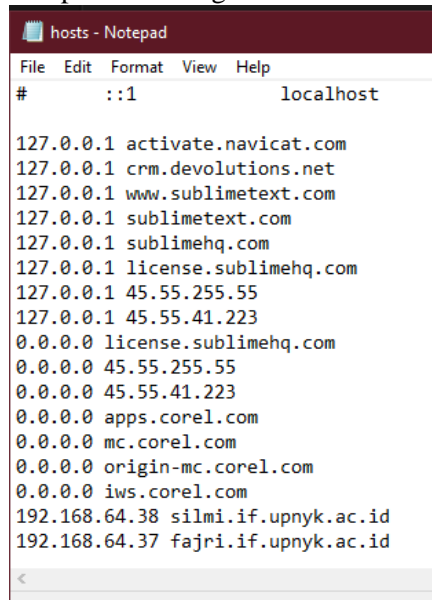 hosts - Notepad
File Edit Format View Help
# ::1 localhost
127.0.0.1 activate.navicat.com
127.0.0.1 crm.devolutions.net
127.0.0.1 www.sublimetext.com
127.0.0.1 sublimetext.com
127.0.0.1 sublimehq.com
127.0.0.1 license.sublimehq.com
127.0.0.1 45.55.255.55
127.0.0.1 45.55.41.223
0.0.0.0 license.sublimehq.com
0.0.0.0 45.55.255.55
0.0.0.0 45.55.41.223
0.0.0.0 apps.corel.com
0.0.0.0 mc.corel.com
0.0.0.0 origin-mc.corel.com
0.0.0.0 iws.corel.com
192.168.64.38 silmi.if.upnyk.ac.id
192.168.64.37 fajri.if.upnyk.ac.id